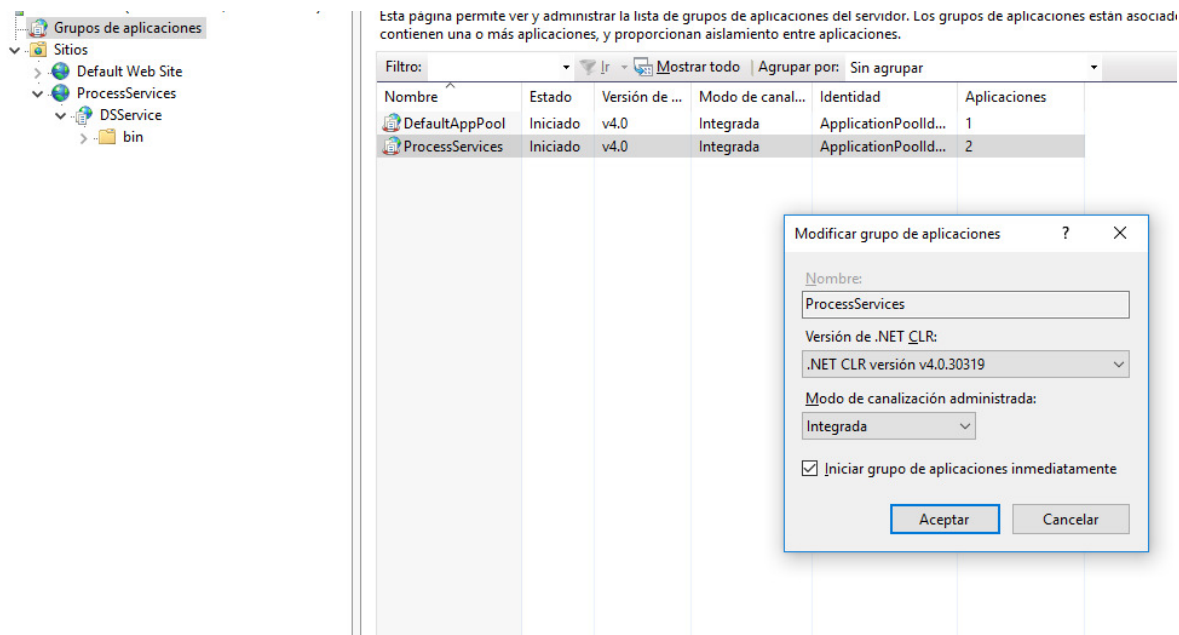 Grupos de aplicaciones
Sitios
Default Web Site
ProcessServices
DSService
bin
Esta página permite ver y administrar la lista de grupos de aplicaciones del servidor. Los grupos de aplicaciones están asociad
contienen una o más aplicaciones, y proporcionan aislamiento entre aplicaciones.
Filtro: Ir Mostrar todo Agrupar por: Sin agrupar
Nombre Estado Versión de ... Modo de canal... Identidad Aplicaciones
DefaultAppPool Iniciado v4.0 Integrada ApplicationPoolId... 1
ProcessServices Iniciado v4.0 Integrada ApplicationPoolId... 2
Modificar grupo de aplicaciones ?
Nombre:
ProcessServices
Versión de .NET CLR:
.NET CLR versión v4.0.30319
Modo de canalización administrada:
Integrada
Iniciar grupo de aplicaciones inmediatamente
Aceptar Cancelar